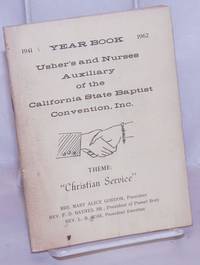 1941 YEAR BOOK 1962
Usher's and Nurses
Auxiliary
of the
California State Baptist
Convention, Inc.
THEME:
"Christian Service"
MRS. MARY ALICE GORDON, President
REV. F. D. HAYNES, SR., President of Parent Body
REV. L. B. MOSS, President Emeritus